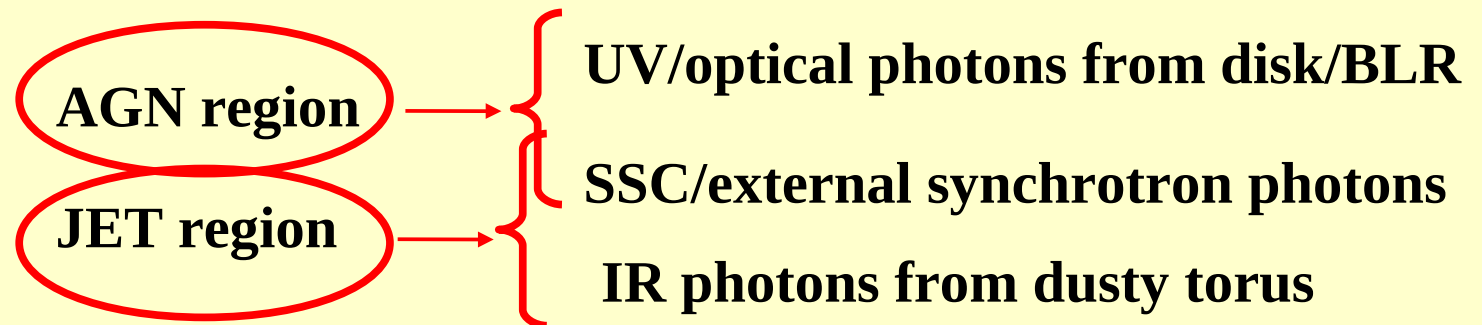 AGN region
UV/optical photons from disk/BLR
SSC/external synchrotron photons
JET region
IR photons from dusty torus